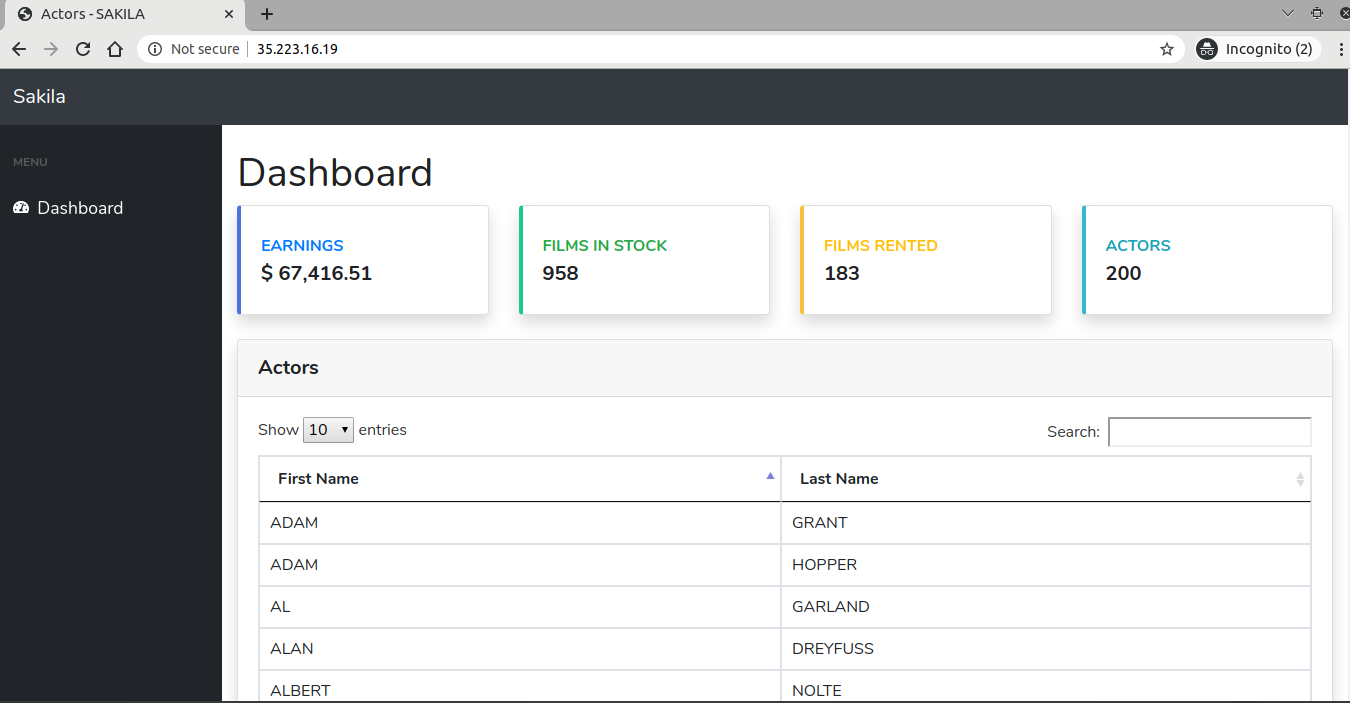 Actors - SAKILA
Not secure 35.223.16.19 Incognito (2)
Sakila
MENU
Dashboard
Dashboard
EARNINGS
$ 67,416.51
FILMS IN STOCK
958
FILMS RENTED
183
ACTORS
200
Actors
Show 10 entries Search:
First Name Last Name
ADAM GRANT
ADAM HOPPER
AL GARLAND
ALAN DREYFUSS
ALBERT NOLTE